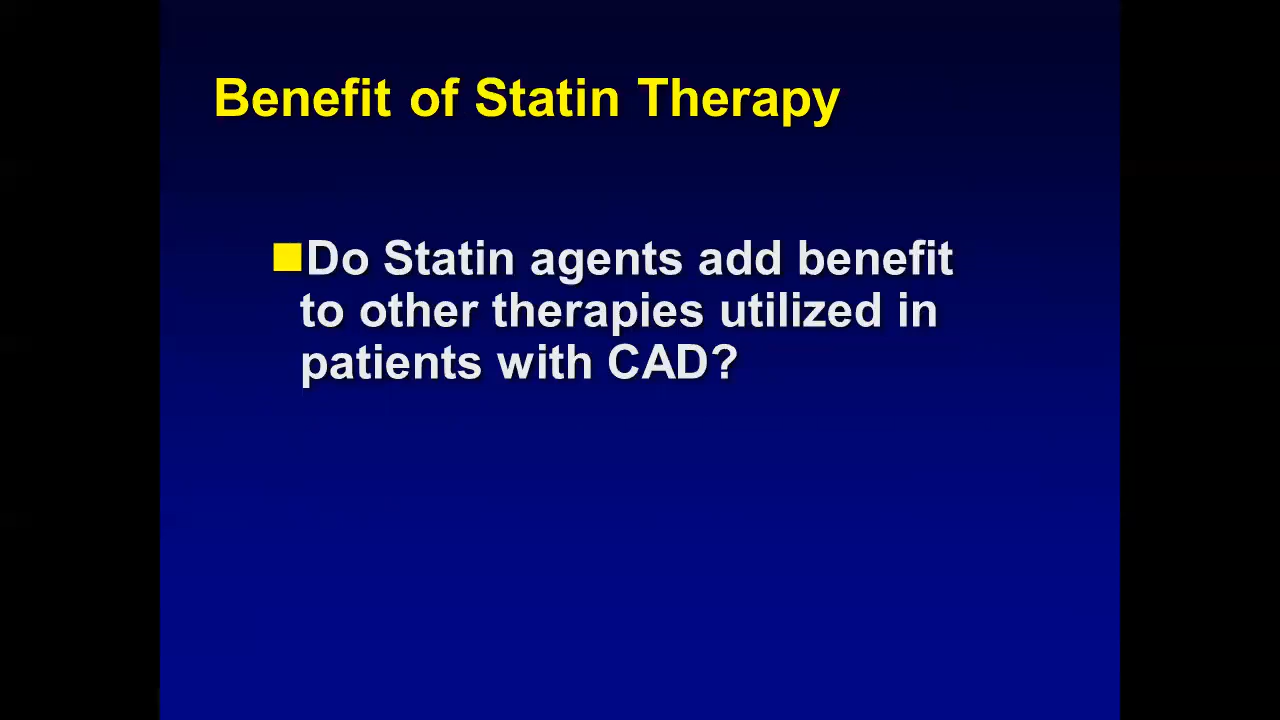 Benefit of Statin Therapy
Do Statin agents add benefit
to other therapies utilized in
patients with CAD?